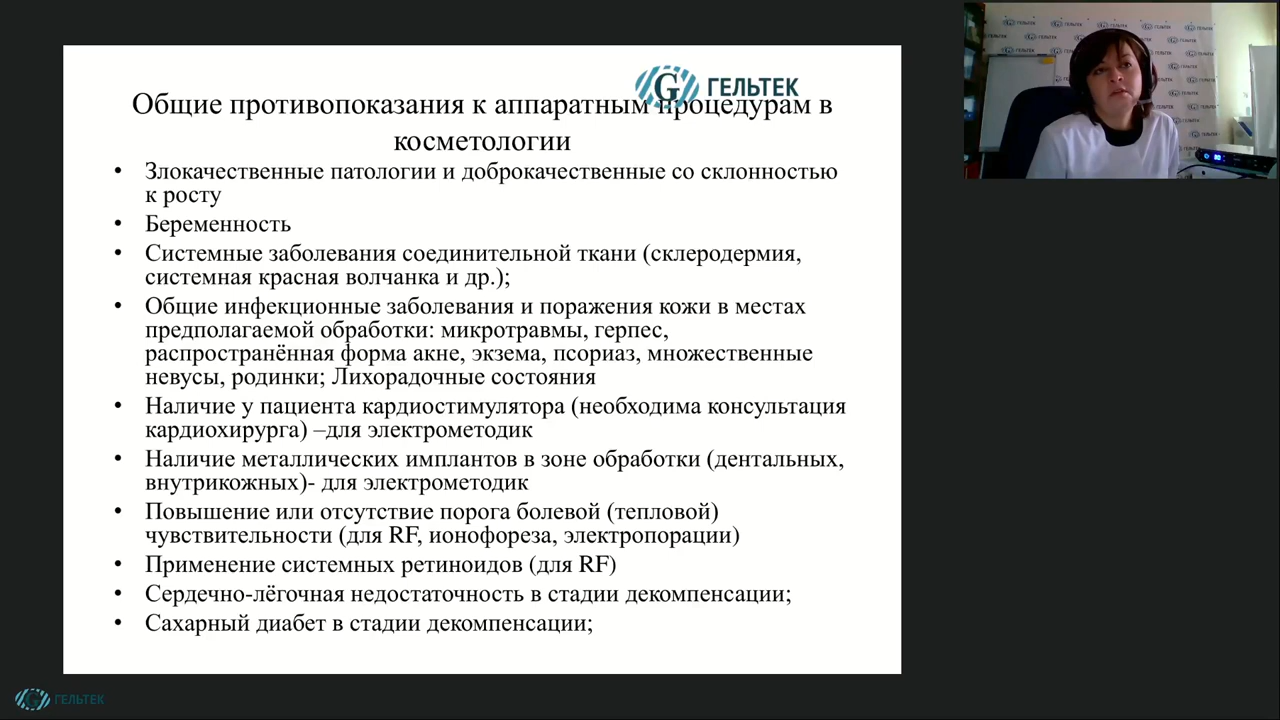 ГЕЛЬТЕК
Общие противопоказания к аппаратным процедурам в
косметологии
• Злокачественные патологии и доброкачественные со склонностью
к росту
• Беременность
• Системные заболевания соединительной ткани (склеродермия,
системная красная волчанка и др.);
• Общие инфекционные заболевания и поражения кожи в местах
предполагаемой обработки: микротравмы, герпес,
распространённая форма акне, экзема, псориаз, множественные
невусы, родинки; Лихорадочные состояния
• Наличие у пациента кардиостимулятора (необходима консультация
кардиохирурга) –для электрометодик
• Наличие металлических имплантов в зоне обработки (дентальных,
внутрикожных)- для электрометодик
• Повышение или отсутствие порога болевой (тепловой)
чувствительности (для RF, ионофореза, электропорации)
• Применение системных ретиноидов (для RF)
• Сердечно-лёгочная недостаточность в стадии декомпенсации;
• Сахарный диабет в стадии декомпенсации;
ГЕЛЬТЕК